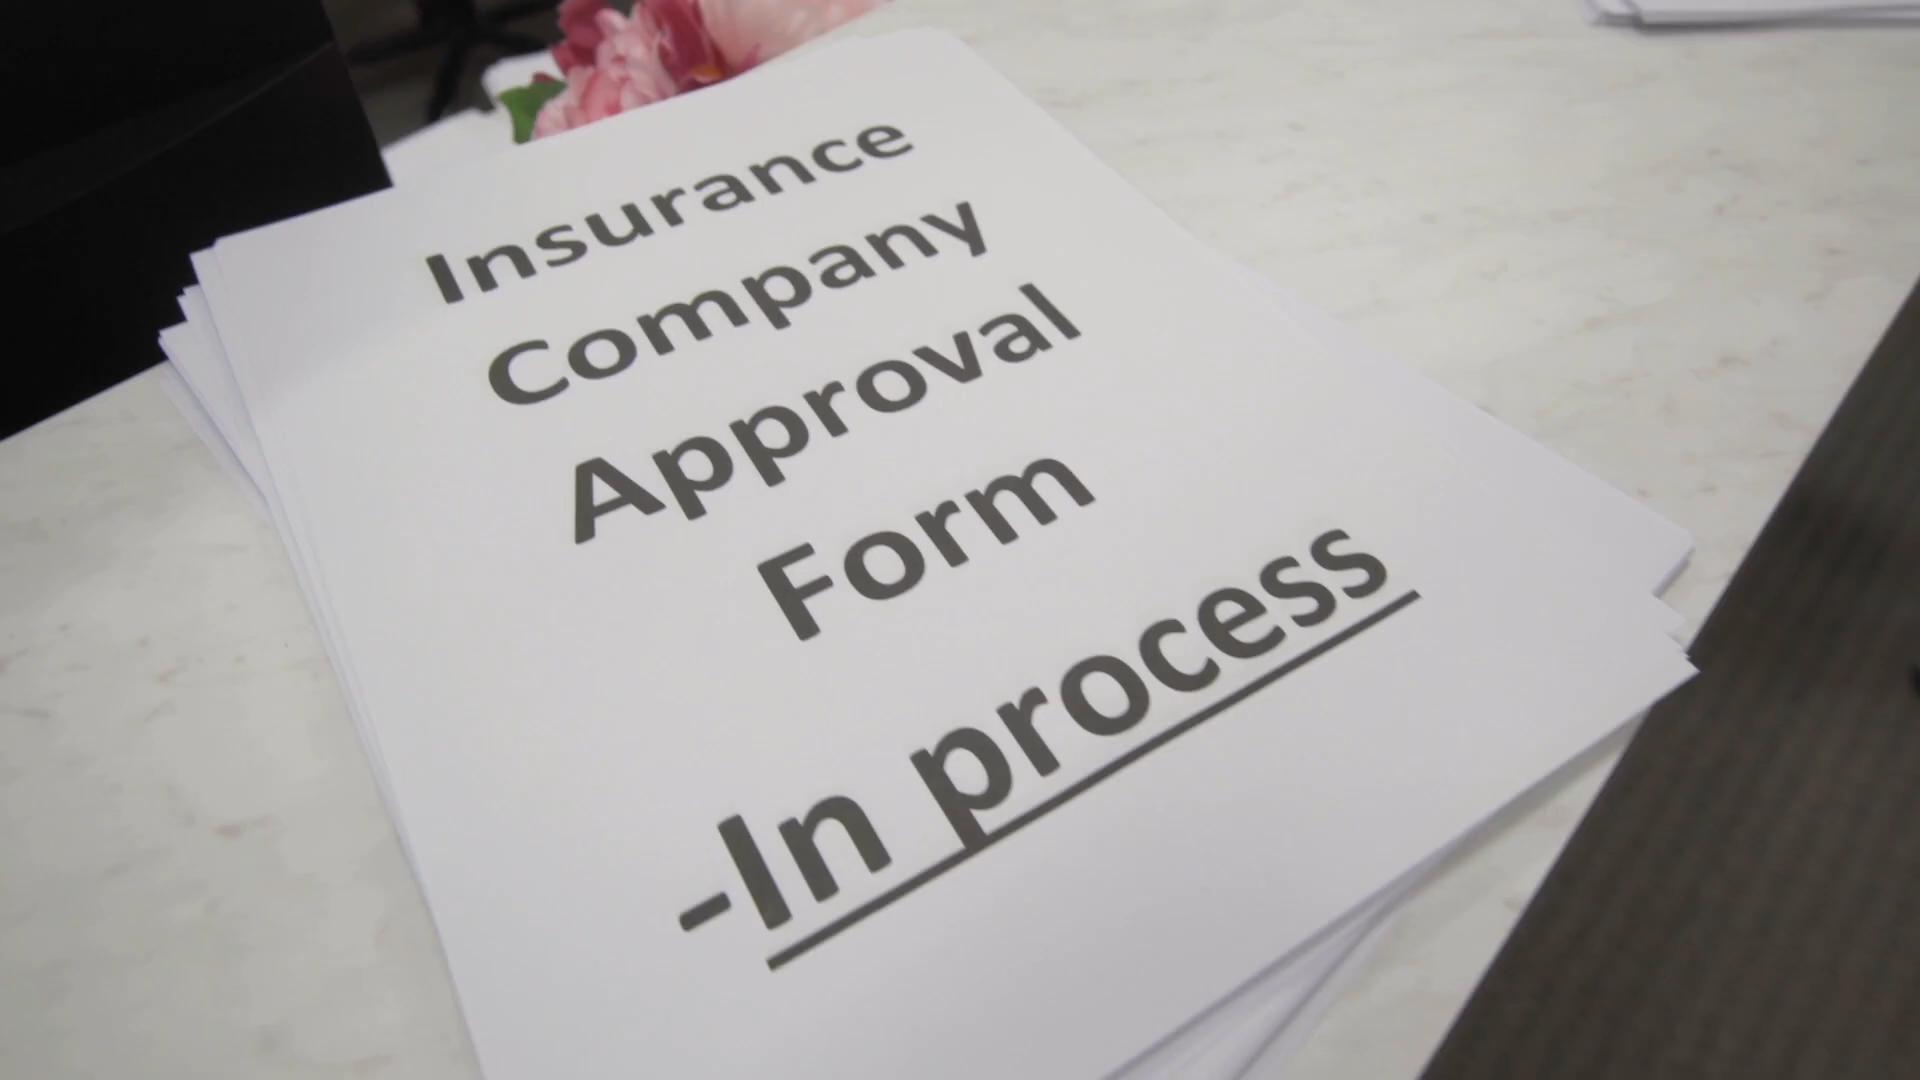 Insurance
Company
Approval
Form
-In process